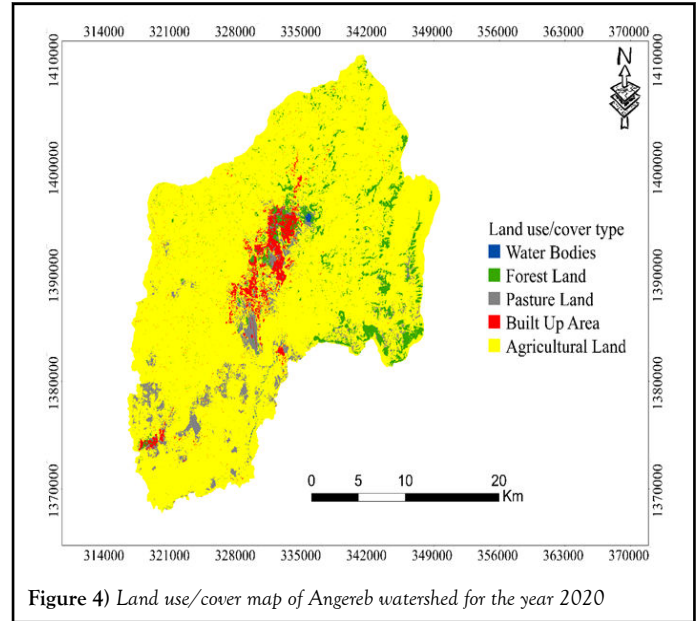 314000 321000 328000 335000 342000 349000 356000 363000 370000
1410000
1400000
1390000
1380000
1370000
1410000
1400000
1390000
1380000
1370000
N
Land use/cover type
Water Bodies
Forest Land
Pasture Land
Built Up Area
Agricultural Land
0 5 10 20
Km
314000 321000 328000 335000 342000 349000 356000 363000 370000
Figure 4) Land use/cover map of Angereb watershed for the year 2020